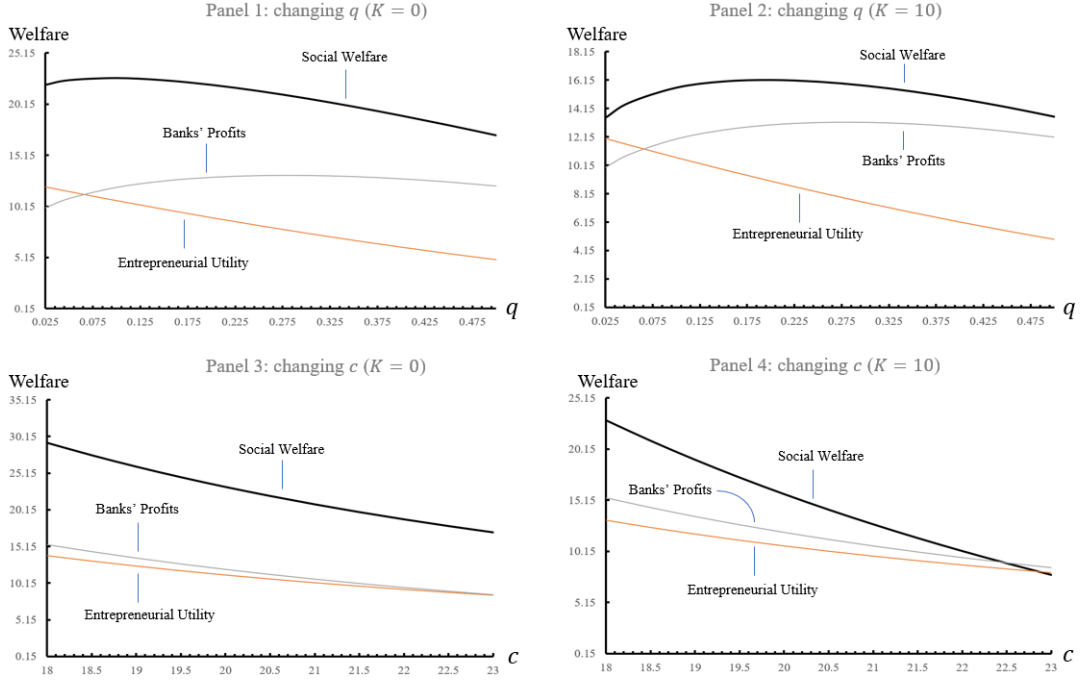 Panel 1: changing q (K = 0)
Welfare
25.15
20.15
15.15
10.15
5.15
0.15
Social Welfare
Banks' Profits
Entrepreneurial Utility
0.025 0.075 0.125 0.175 0.225 0.275 0.325 0.375 0.425 0.475
q
Panel 2: changing q (K = 10)
Welfare
18.15
16.15
14.15
12.15
10.15
8.15
6.15
4.15
2.15
0.15
Social Welfare
Banks' Profits
Entrepreneurial Utility
0.025 0.075 0.125 0.175 0.225 0.275 0.325 0.375 0.425 0.475
q
Panel 3: changing c (K = 0)
Welfare
35.15
30.15
25.15
20.15
15.15
10.15
5.15
0.15
Social Welfare
Banks' Profits
Entrepreneurial Utility
18 18.5 19 19.5 20 20.5 21 21.5 22 22.5 23
c
Panel 4: changing c (K = 10)
Welfare
25.15
20.15
15.15
10.15
5.15
0.15
Social Welfare
Banks' Profits
Entrepreneurial Utility
18 18.5 19 19.5 20 20.5 21 21.5 22 22.5 23
c